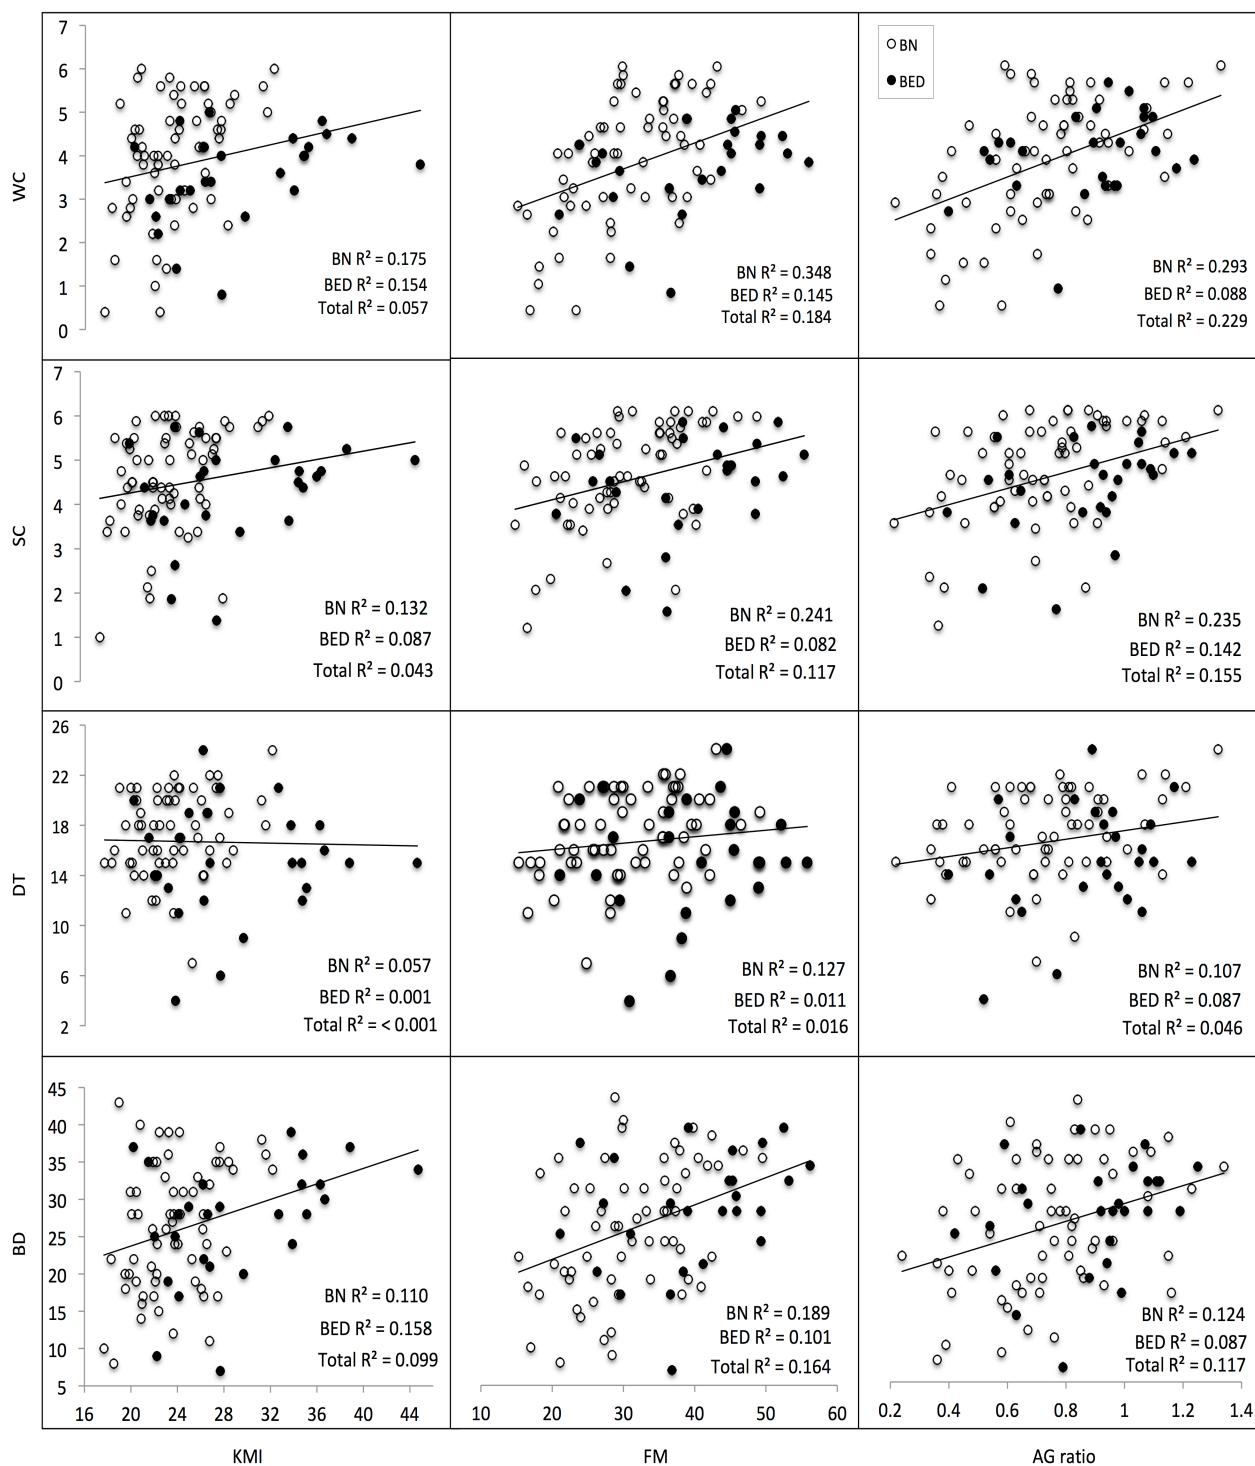 WC
7
6
5
4
3
2
1
0
BN R² = 0.175
BED R² = 0.154
Total R² = 0.057
BN R² = 0.348
BED R² = 0.145
Total R² = 0.184
BN
BED
BN R² = 0.293
BED R² = 0.088
Total R² = 0.229
SC
7
6
5
4
3
2
1
0
BN R² = 0.132
BED R² = 0.087
Total R² = 0.043
BN R² = 0.241
BED R² = 0.082
Total R² = 0.117
BN R² = 0.235
BED R² = 0.142
Total R² = 0.155
DT
26
22
18
14
10
6
2
BN R² = 0.057
BED R² = 0.001
Total R² = < 0.001
BN R² = 0.127
BED R² = 0.011
Total R² = 0.016
BN R² = 0.107
BED R² = 0.087
Total R² = 0.046
BD
45
40
35
30
25
20
15
10
5
BN R² = 0.110
BED R² = 0.158
Total R² = 0.099
BN R² = 0.189
BED R² = 0.101
Total R² = 0.164
BN R² = 0.124
BED R² = 0.087
Total R² = 0.117
16 20 24 28 32 36 40 44
10 20 30 40 50 60
0.2 0.4 0.6 0.8 1 1.2 1.4
KMI
FM
AG ratio